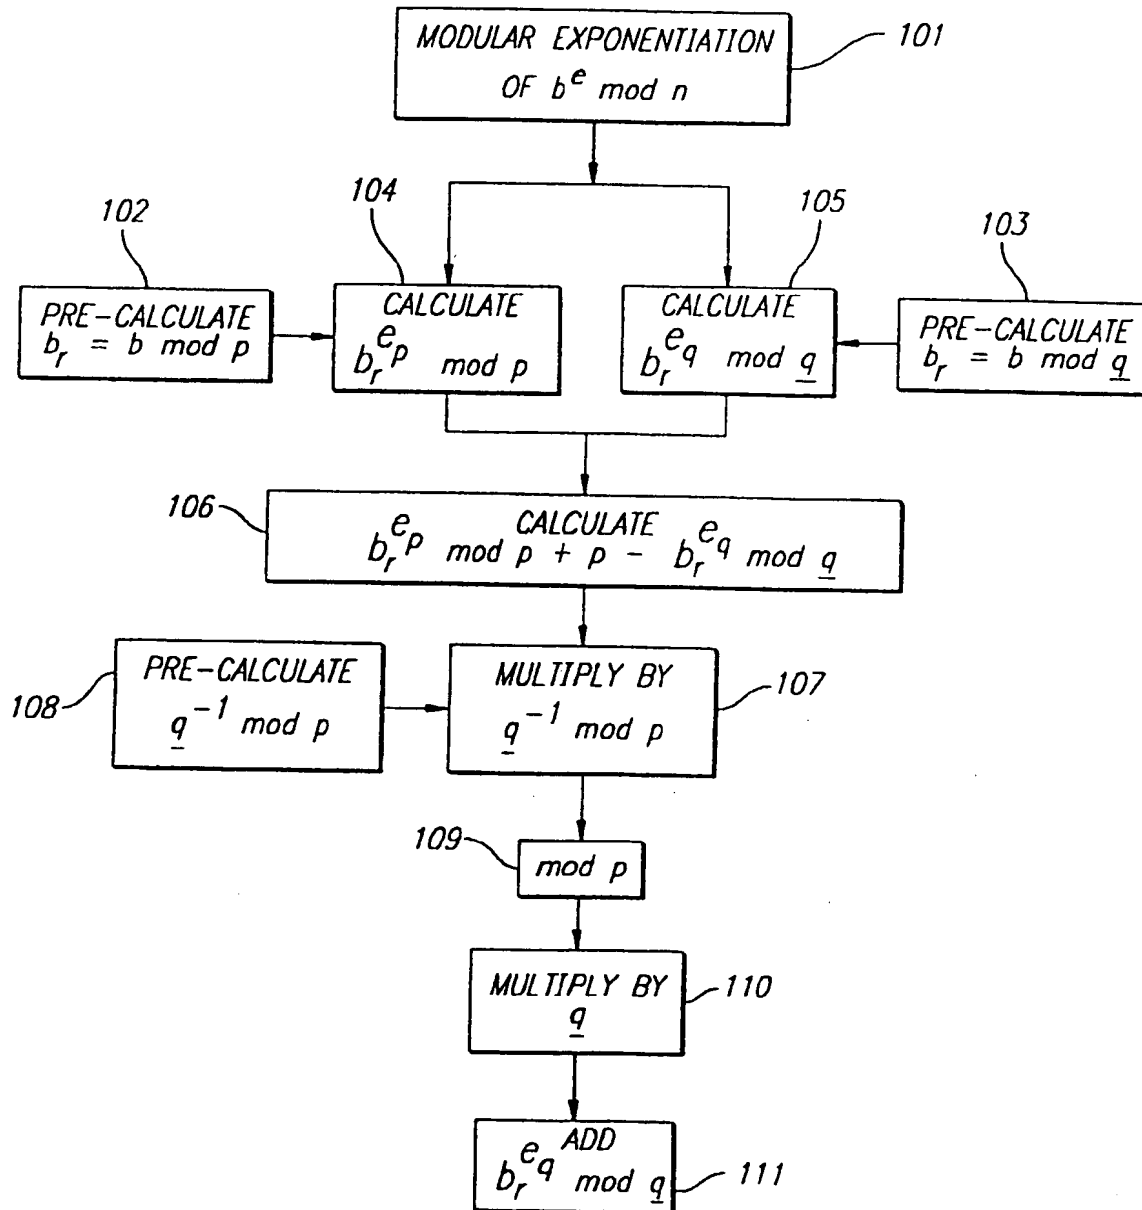 MODULAR EXPONENTIATION
OF b^e mod n
101
102
104
105
103
PRE-CALCULATE
b_r = b mod p
CALCULATE
b_r^e_p mod p
CALCULATE
b_r^e_q mod q
PRE-CALCULATE
b_r = b mod q
106
CALCULATE
b_r^e_p mod p + p - b_r^e_q mod q
108
PRE-CALCULATE
q^-1 mod p
MULTIPLY BY
q^-1 mod p
107
109
mod p
MULTIPLY BY
q
110
ADD
b_r^e_q mod q
111